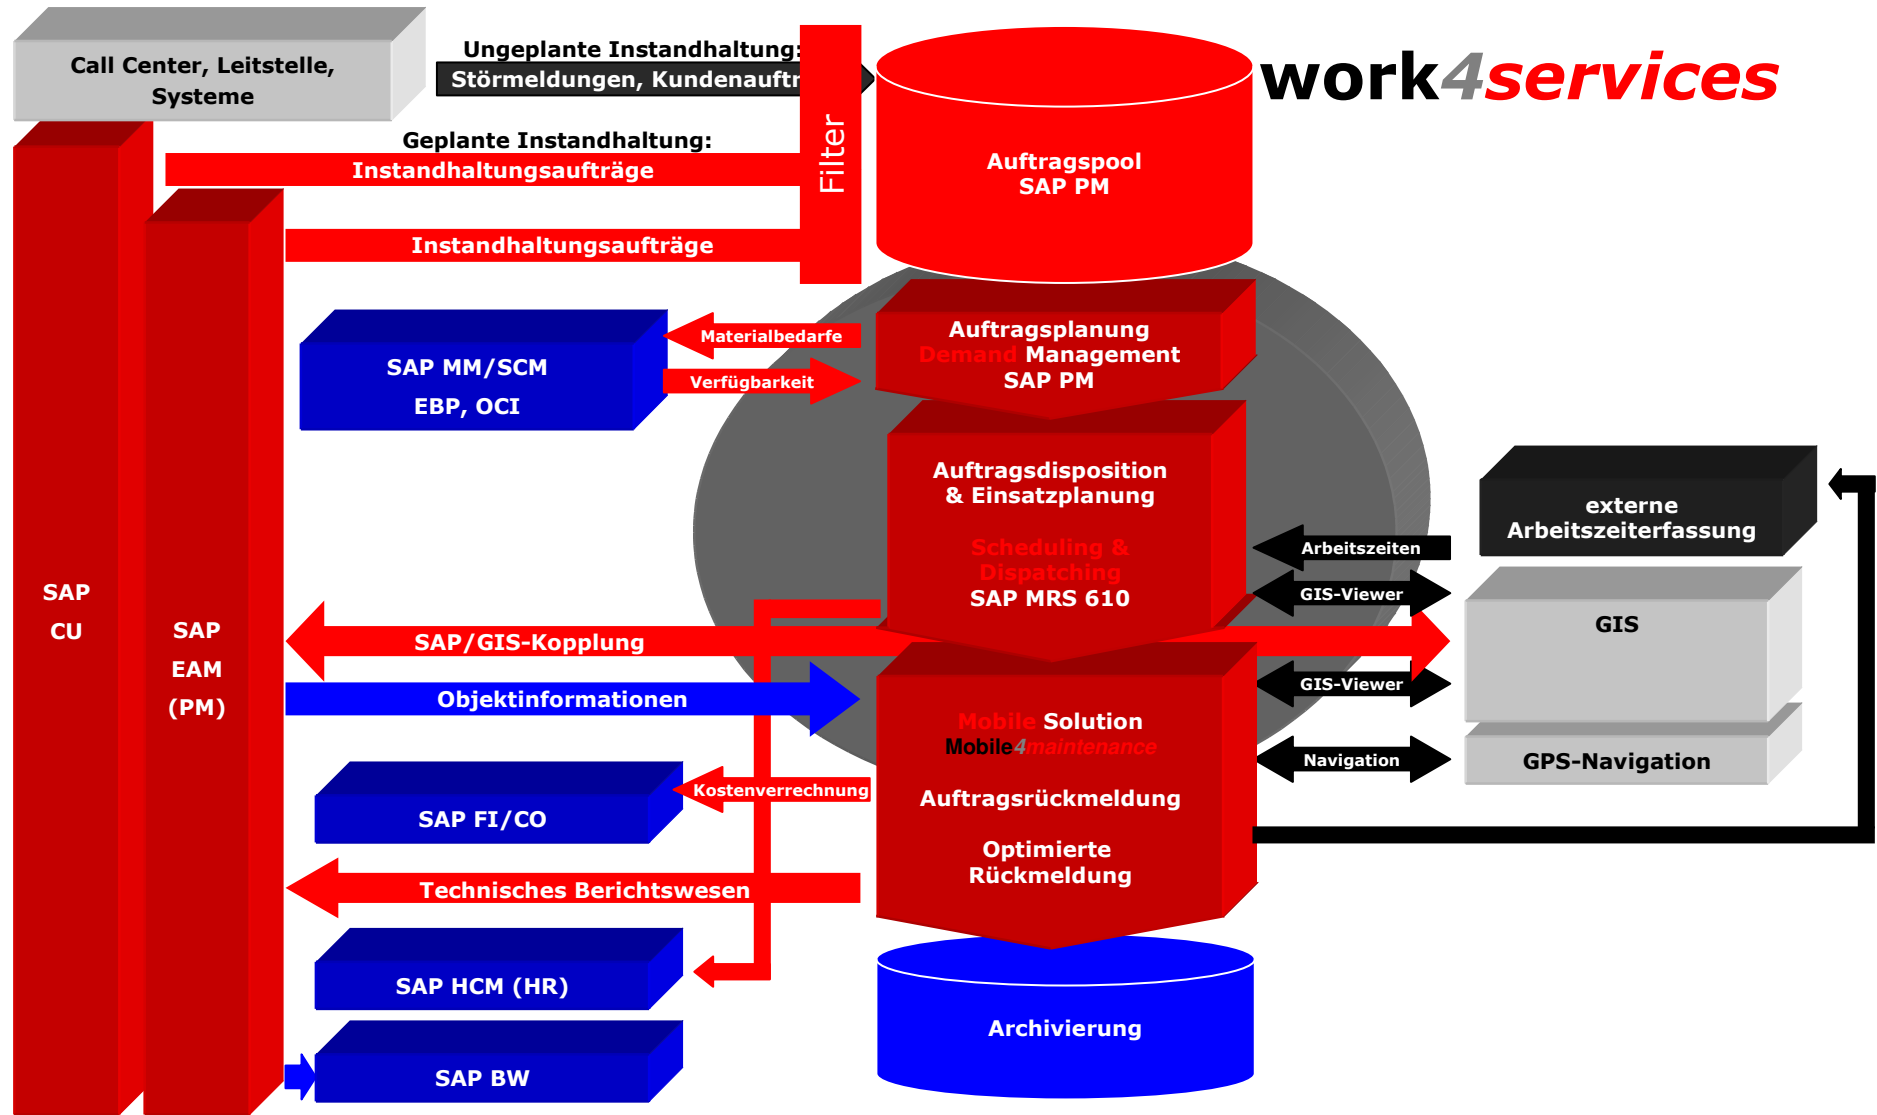 Call Center, Leitstelle,
Systeme
Ungeplante Instandhaltung:
Störmeldungen, Kundenauftr
work4services
Geplante Instandhaltung:
Instandhaltungsaufträge
Filter
Auftragspool
SAP PM
Instandhaltungsaufträge
Materialbedarfe
Verfügbarkeit
SAP MM/SCM
EBP, OCI
Auftragsplanung
Demand Management
SAP PM
Auftragsdisposition
& Einsatzplanung
Scheduling &
Dispatching
SAP MRS 610
externe
Arbeitszeiterfassung
Arbeitszeiten
GIS-Viewer
GIS
SAP
CU
SAP
EAM
(PM)
SAP/GIS-Kopplung
GIS-Viewer
Objektinformationen
Mobile Solution
Mobile4maintenance
Navigation
GPS-Navigation
Auftragsrückmeldung
Optimierte
Rückmeldung
Kostenverrechnung
SAP FI/CO
Technisches Berichtswesen
SAP HCM (HR)
SAP BW
Archivierung